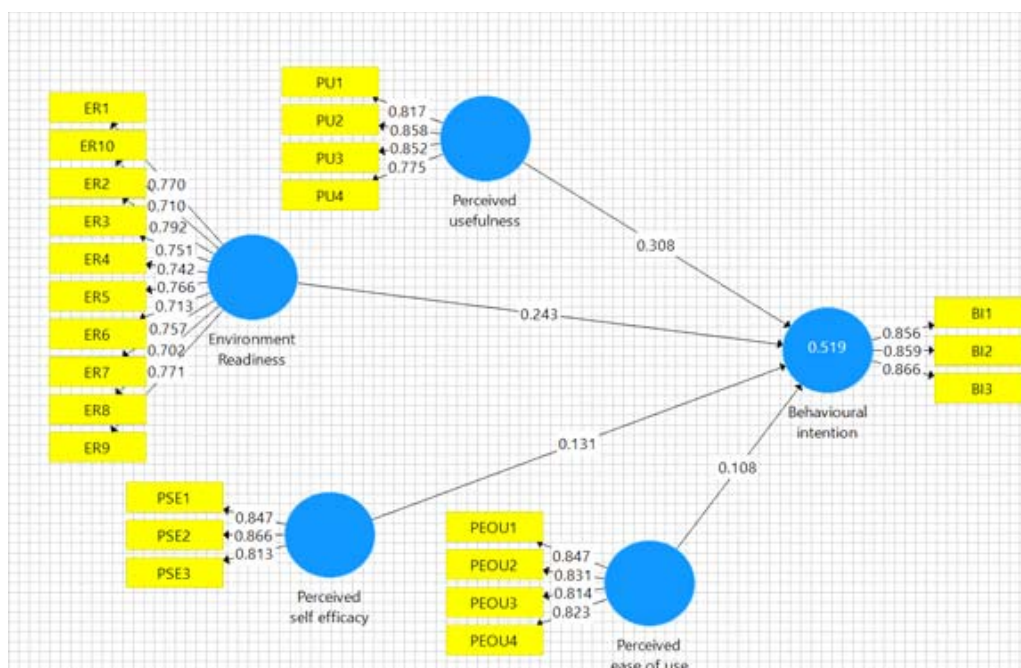 PU1
PU2
PU3
PU4
0.817
0.858
0.852
0.775
Perceived
usefulness
ER1
ER10
ER2
ER3
ER4
ER5
ER6
ER7
ER8
ER9
0.770
0.710
0.792
0.751
0.742
0.766
0.713
0.757
0.702
0.771
Environment
Readiness
0.308
0.243
0.131
0.108
0.519
Behavioural
intention
0.856
0.859
0.866
BI1
BI2
BI3
PSE1
PSE2
PSE3
0.847
0.866
0.813
Perceived
self efficacy
PEOU1
PEOU2
PEOU3
PEOU4
0.847
0.831
0.814
0.823
Perceived
ease of use